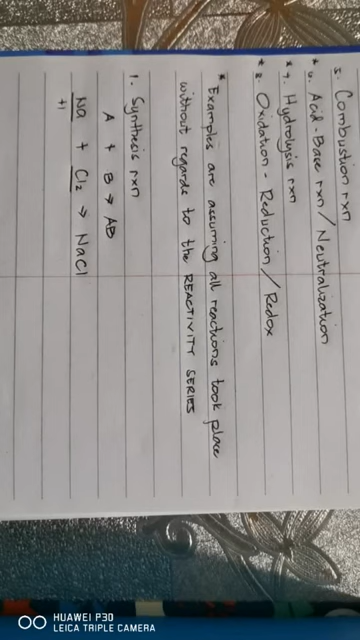 5. Combustion rxn
* 6. Acid-Base rxn / Neutralization
* 7. Hydrolysis rxn
* 8. Oxidation - Reduction / Redox
* Examples are assuming all reactions took place
without regards to the REACTIVITY SERIES
1. Synthesis rxn
A + B → AB
Na + Cl₂ → NaCl
+1
HUAWEI P30
LEICA TRIPLE CAMERA